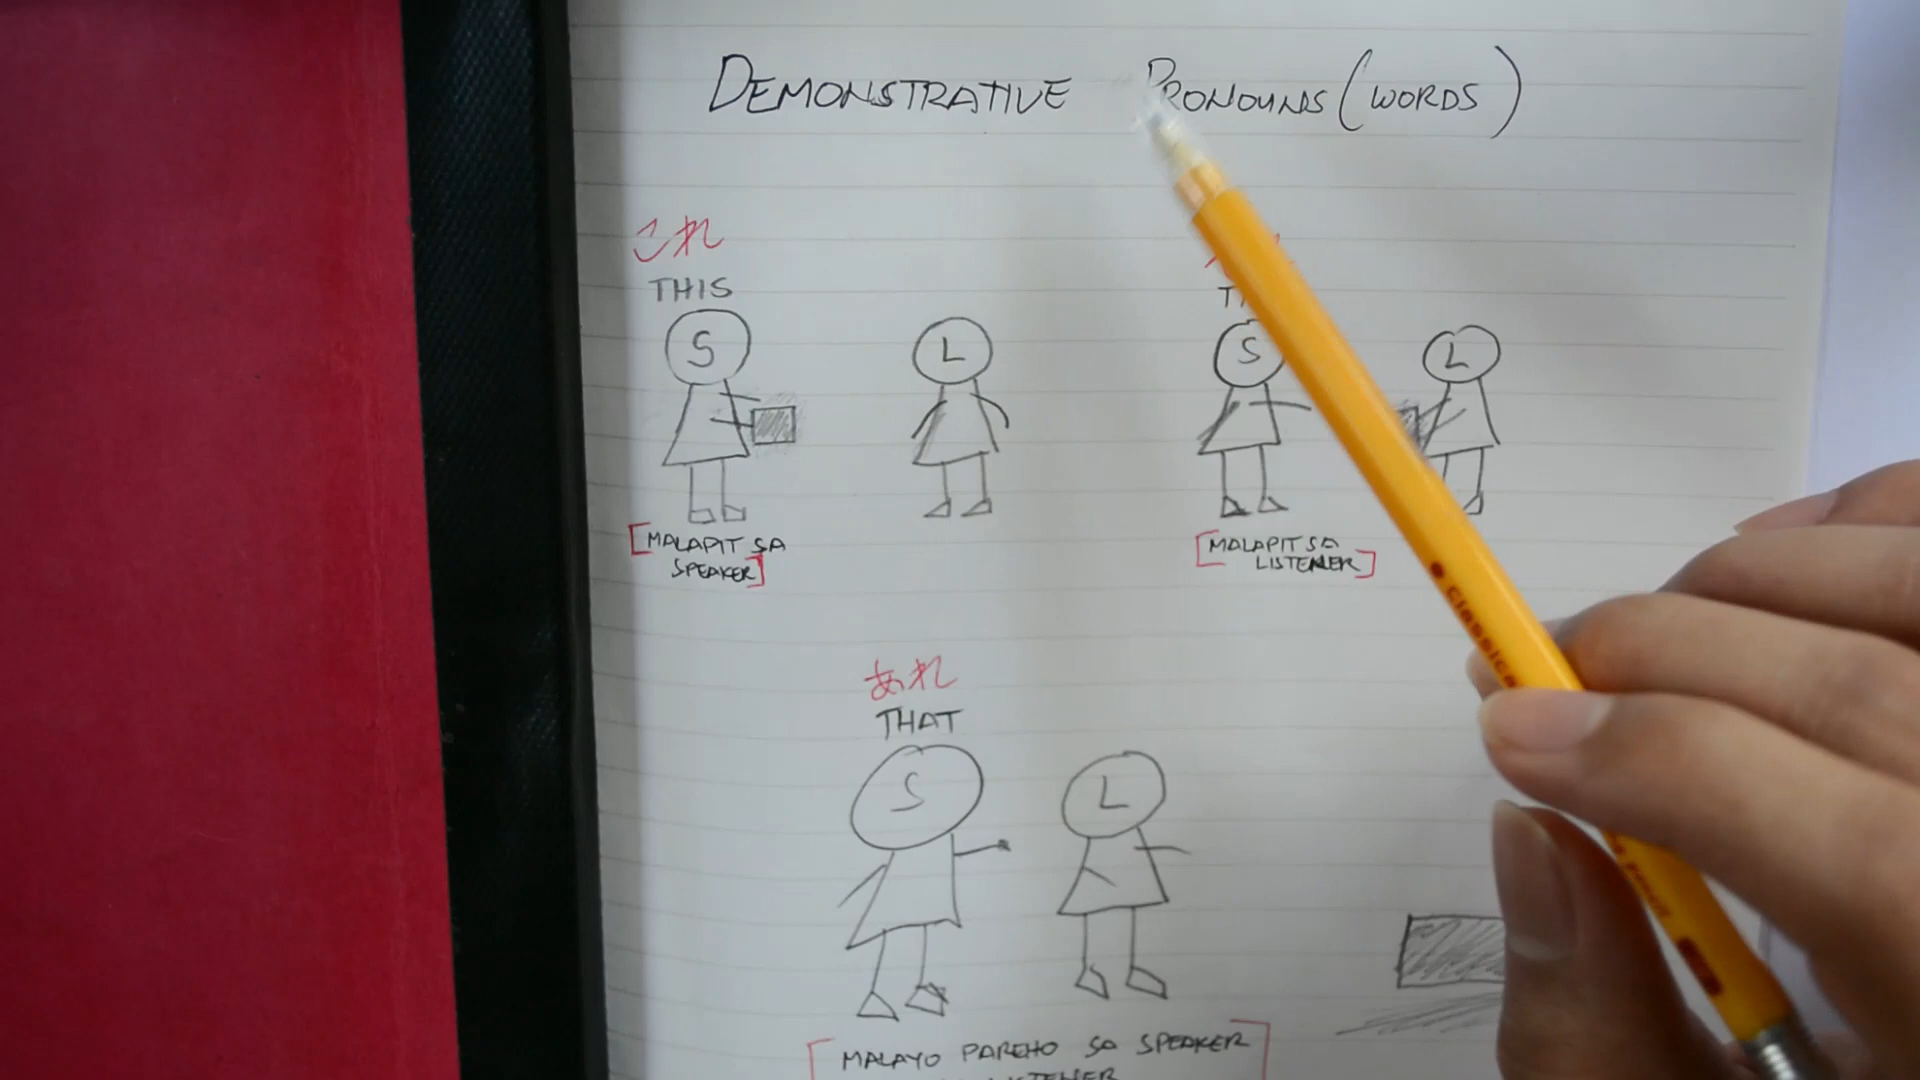 DEMONSTRATIVE PRONOUNS (WORDS)
これ
THIS
S
L
S
L
[MALAPIT SA
SPEAKER]
[MALAPIT SA
LISTENER]
あれ
THAT
S
L
[MALAYO PAREHO SA SPEAKER
LISTENER